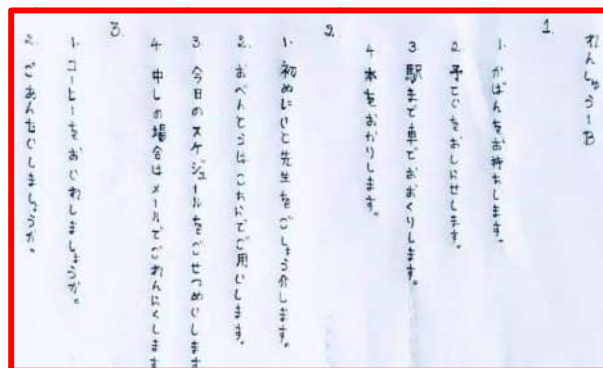 れんしゅうーB
1.
1. かばんをお持ちします。
2. 予ていをおしらせします。
3. 駅まで車でおおくりします。
4. 本をおかりします。
2.
1. 初めにいと先生をごしょう介します。
2. おべんとうはこちらでご用いします。
3. 今日のスケジュールをごせつめいします
4. 中しの場合はメールでごれんらくします
3.
1. コーヒーをおいれしましょうか。
2. ごあんないしましょうか。